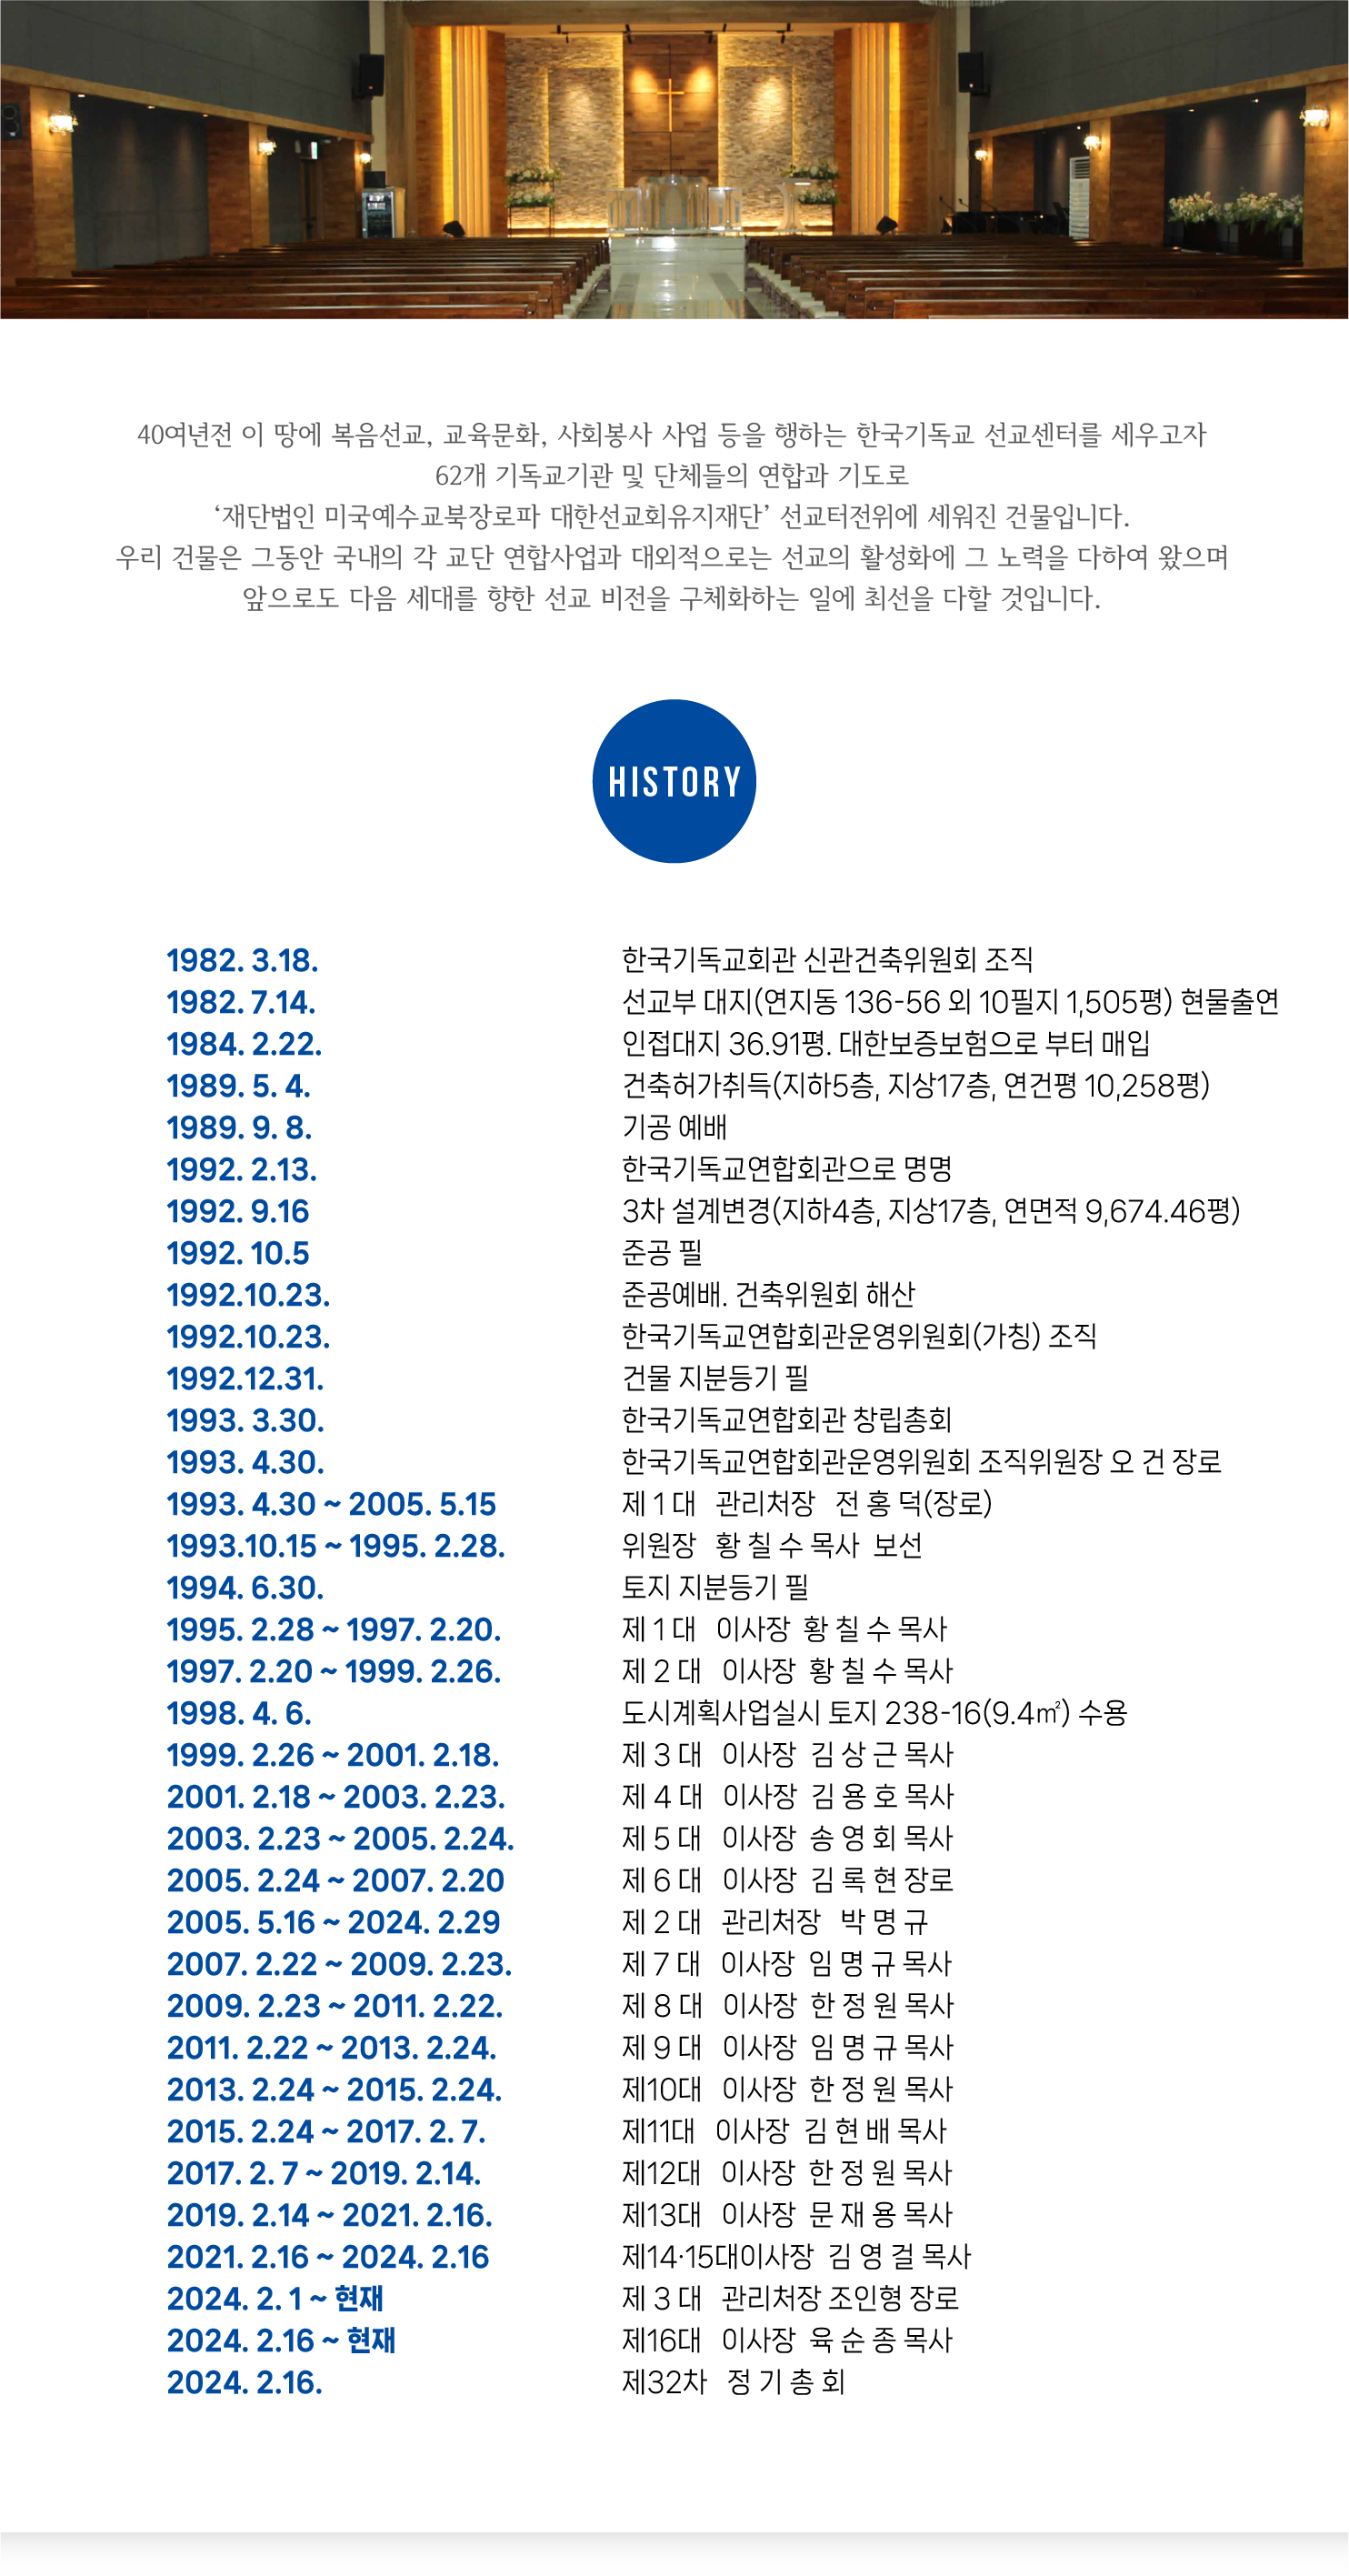 40여년전 이 땅에 복음선교, 교육문화, 사회봉사 사업 등을 행하는 한국기독교 선교센터를 세우고자
62개 기독교기관 및 단체들의 연합과 기도로
‘재단법인 미국예수교북장로파 대한선교회유지재단’ 선교터전위에 세워진 건물입니다.
우리 건물은 그동안 국내의 각 교단 연합사업과 대외적으로는 선교의 활성화에 그 노력을 다하여 왔으며
앞으로도 다음 세대를 향한 선교 비전을 구체화하는 일에 최선을 다할 것입니다.
HISTORY
1982. 3.18. 한국기독교회관 신관건축위원회 조직
1982. 7.14. 선교부 대지(연지동 136-56 외 10필지 1,505평) 현물출연
1984. 2.22. 인접대지 36.91평. 대한보증보험으로 부터 매입
1989. 5. 4. 건축허가취득(지하5층, 지상17층, 연건평 10,258평)
1989. 9. 8. 기공 예배
1992. 2.13. 한국기독교연합회관으로 명명
1992. 9.16 3차 설계변경(지하4층, 지상17층, 연면적 9,674.46평)
1992. 10.5 준공 필
1992.10.23. 준공예배. 건축위원회 해산
1992.10.23. 한국기독교연합회관운영위원회(가칭) 조직
1992.12.31. 건물 지분등기 필
1993. 3.30. 한국기독교연합회관 창립총회
1993. 4.30. 한국기독교연합회관운영위원회 조직위원장 오 건 장로
1993. 4.30 ~ 2005. 5.15 제 1 대 관리처장 전 홍 덕(장로)
1993.10.15 ~ 1995. 2.28. 위원장 황 칠 수 목사 보선
1994. 6.30. 토지 지분등기 필
1995. 2.28 ~ 1997. 2.20. 제 1 대 이사장 황 칠 수 목사
1997. 2.20 ~ 1999. 2.26. 제 2 대 이사장 황 칠 수 목사
1998. 4. 6. 도시계획사업실시 토지 238-16(9.4㎡) 수용
1999. 2.26 ~ 2001. 2.18. 제 3 대 이사장 김 상 근 목사
2001. 2.18 ~ 2003. 2.23. 제 4 대 이사장 김 용 호 목사
2003. 2.23 ~ 2005. 2.24. 제 5 대 이사장 송 영 회 목사
2005. 2.24 ~ 2007. 2.20 제 6 대 이사장 김 록 현 장로
2005. 5.16 ~ 2024. 2.29 제 2 대 관리처장 박 명 규
2007. 2.22 ~ 2009. 2.23. 제 7 대 이사장 임 명 규 목사
2009. 2.23 ~ 2011. 2.22. 제 8 대 이사장 한 정 원 목사
2011. 2.22 ~ 2013. 2.24. 제 9 대 이사장 임 명 규 목사
2013. 2.24 ~ 2015. 2.24. 제10대 이사장 한 정 원 목사
2015. 2.24 ~ 2017. 2. 7. 제11대 이사장 김 현 배 목사
2017. 2. 7 ~ 2019. 2.14. 제12대 이사장 한 정 원 목사
2019. 2.14 ~ 2021. 2.16. 제13대 이사장 문 재 용 목사
2021. 2.16 ~ 2024. 2.16 제14·15대이사장 김 영 걸 목사
2024. 2. 1 ~ 현재 제 3 대 관리처장 조인형 장로
2024. 2.16 ~ 현재 제16대 이사장 육 순 종 목사
2024. 2.16. 제32차 정 기 총 회